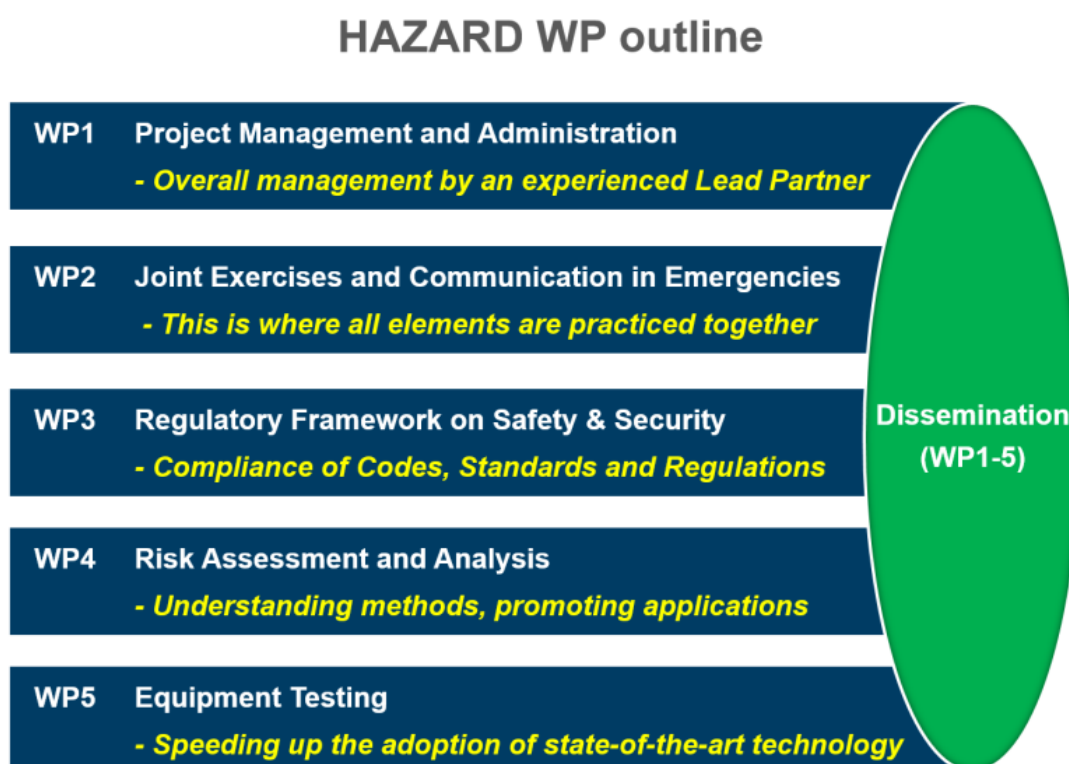 HAZARD WP outline
WP1 Project Management and Administration
- Overall management by an experienced Lead Partner
WP2 Joint Exercises and Communication in Emergencies
- This is where all elements are practiced together
WP3 Regulatory Framework on Safety & Security
- Compliance of Codes, Standards and Regulations
WP4 Risk Assessment and Analysis
- Understanding methods, promoting applications
WP5 Equipment Testing
- Speeding up the adoption of state-of-the-art technology
Dissemination
(WP1-5)